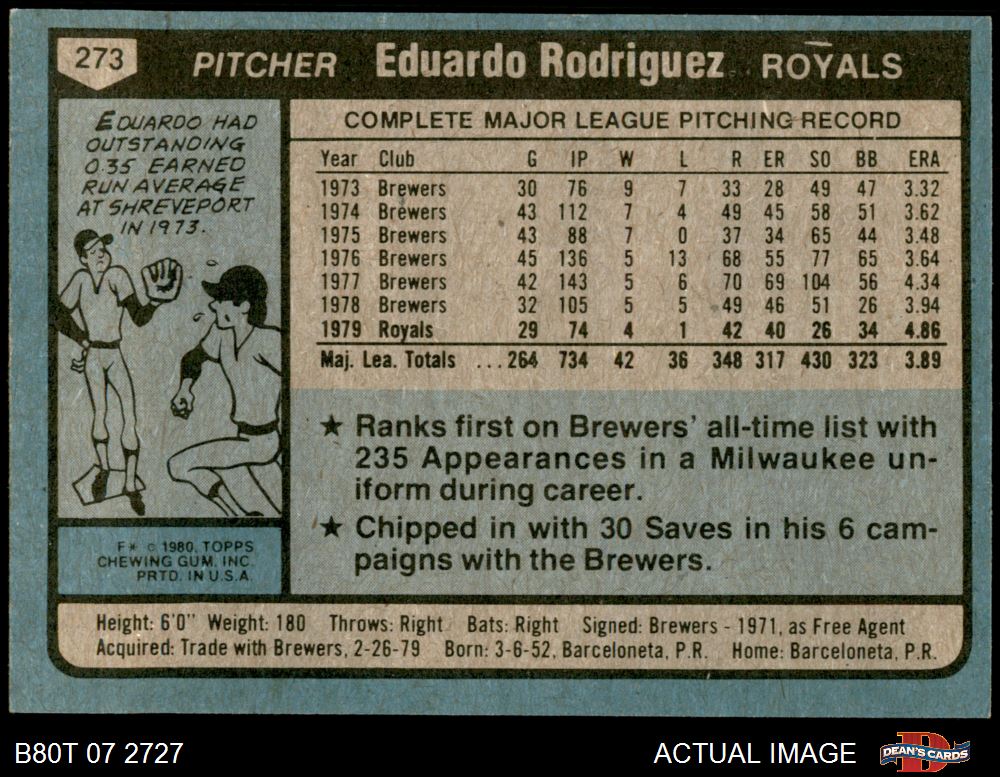 273 PITCHER Eduardo Rodriguez ROYALS
EDUARDO HAD
OUTSTANDING
0.35 EARNED
RUN AVERAGE
AT SHREVEPORT
IN 1973.
COMPLETE MAJOR LEAGUE PITCHING RECORD
Year Club G IP W L R ER SO BB ERA
1973 Brewers 30 76 9 7 33 28 49 47 3.32
1974 Brewers 43 112 7 4 49 45 58 51 3.62
1975 Brewers 43 88 7 0 37 34 65 44 3.48
1976 Brewers 45 136 5 13 68 55 77 65 3.64
1977 Brewers 42 143 5 6 70 69 104 56 4.34
1978 Brewers 32 105 5 5 49 46 51 26 3.94
1979 Royals 29 74 4 1 42 40 26 34 4.86
Maj. Lea. Totals ...264 734 42 36 348 317 430 323 3.89
★ Ranks first on Brewers' all-time list with
235 Appearances in a Milwaukee un-
iform during career.
★ Chipped in with 30 Saves in his 6 cam-
paigns with the Brewers.
F* © 1980, TOPPS
CHEWING GUM, INC.
PRTD. IN U.S.A.
Height: 6'0" Weight: 180 Throws: Right Bats: Right Signed: Brewers - 1971, as Free Agent
Acquired: Trade with Brewers, 2-26-79 Born: 3-6-52, Barceloneta, P.R. Home: Barceloneta, P.R.
B80T 07 2727 ACTUAL IMAGE DEAN'S CARDS